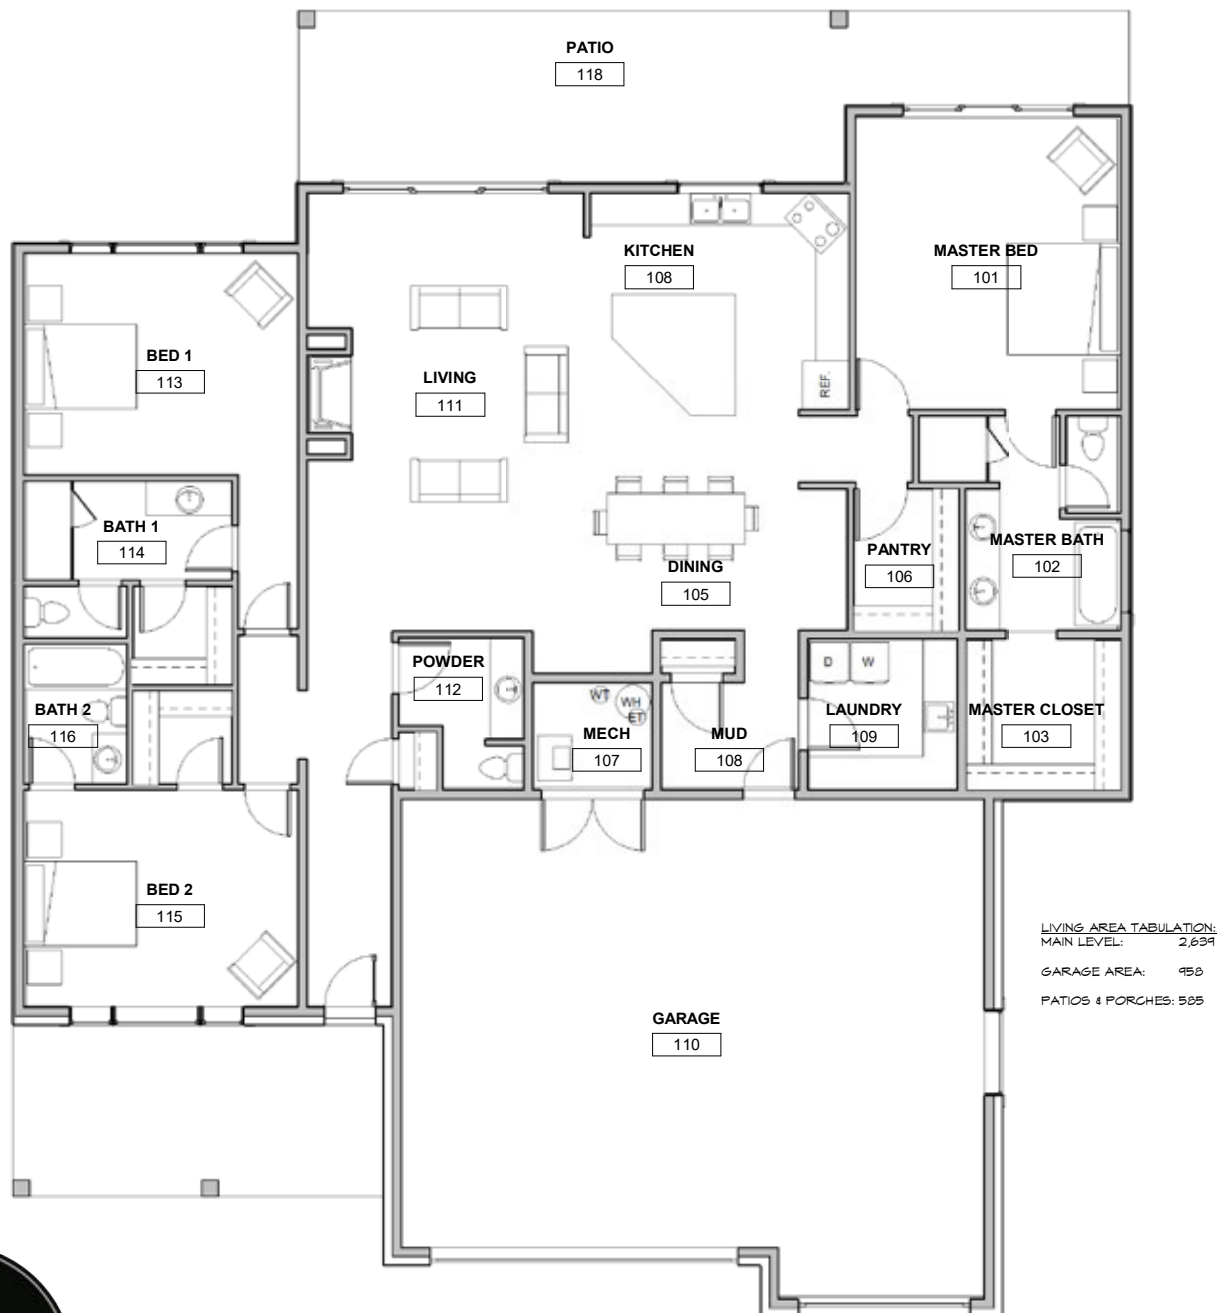 PATIO
118
KITCHEN
108
MASTER BED
101
BED 1
113
LIVING
111
REF.
BATH 1
114
DINING
105
PANTRY
106
MASTER BATH
102
POWDER
112
D W
BATH 2
116
WT
WH
ET
MECH
107
MUD
108
LAUNDRY
109
MASTER CLOSET
103
BED 2
115
GARAGE
110
LIVING AREA TABULATION:
MAIN LEVEL: 2,639
GARAGE AREA: 958
PATIOS & PORCHES: 585